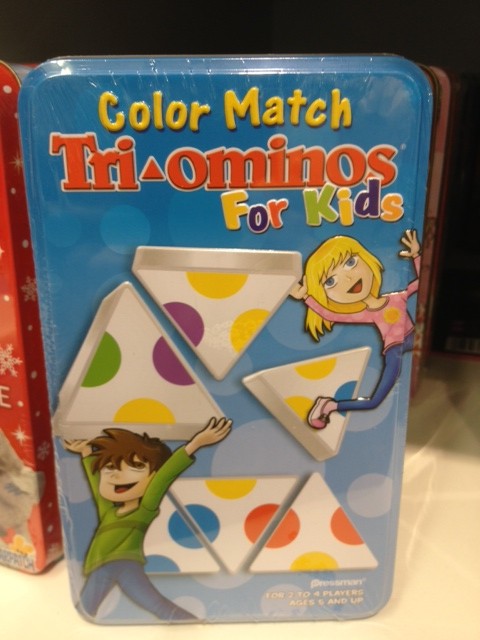 Color Match
Tri▲ominos®
For Kids
pressman®
FOR 2 TO 4 PLAYERS
AGES 5 AND UP
E